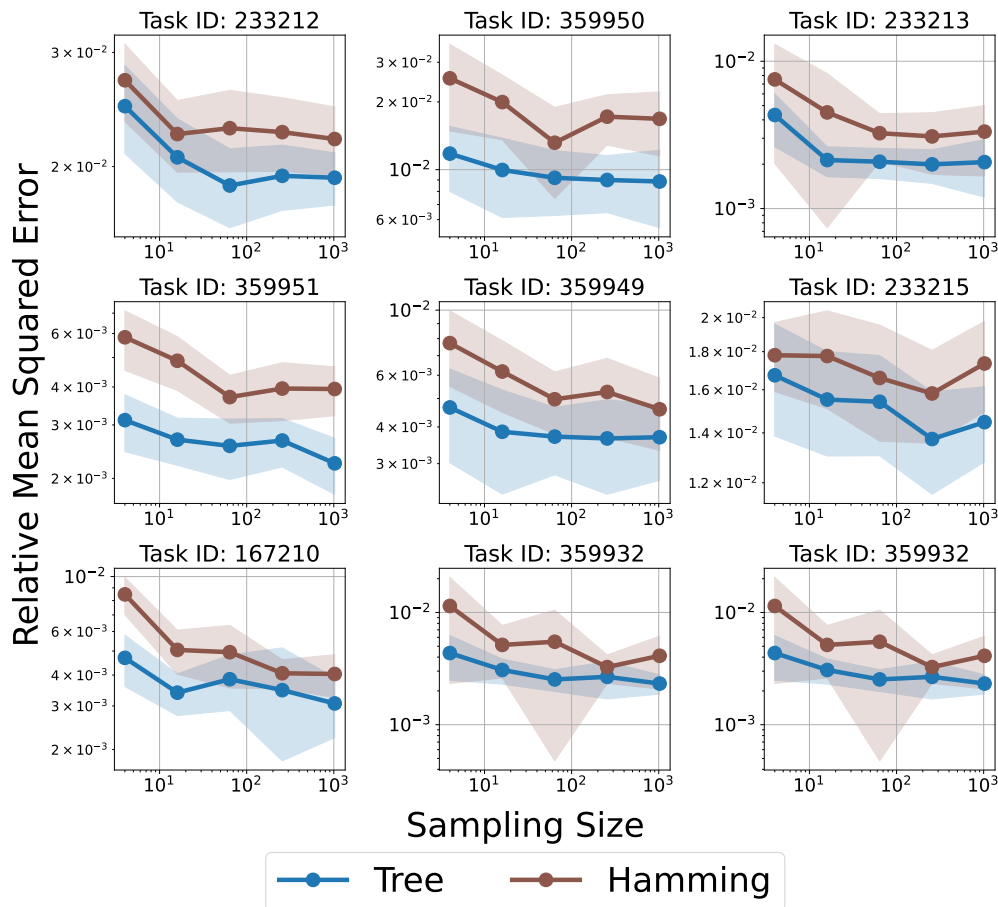 Task ID: 233212
Task ID: 359950
Task ID: 233213
3 × 10⁻²
2 × 10⁻²
10¹
10²
10³
4 × 10⁻²
3 × 10⁻²
2 × 10⁻²
10⁻²
6 × 10⁻³
10¹
10²
10³
10⁻²
10⁻³
10¹
10²
10³
Task ID: 359951
Task ID: 359949
Task ID: 233215
6 × 10⁻³
4 × 10⁻³
3 × 10⁻³
2 × 10⁻³
10¹
10²
10³
10⁻²
6 × 10⁻³
4 × 10⁻³
3 × 10⁻³
10¹
10²
10³
2 × 10⁻²
1.8 × 10⁻²
1.6 × 10⁻²
1.4 × 10⁻²
1.2 × 10⁻²
10¹
10²
10³
Task ID: 167210
Task ID: 359932
Task ID: 359932
10⁻²
6 × 10⁻³
4 × 10⁻³
3 × 10⁻³
2 × 10⁻³
10¹
10²
10³
10⁻²
10⁻³
10¹
10²
10³
10⁻²
10⁻³
10¹
10²
10³
Relative Mean Squared Error
Sampling Size
Tree
Hamming